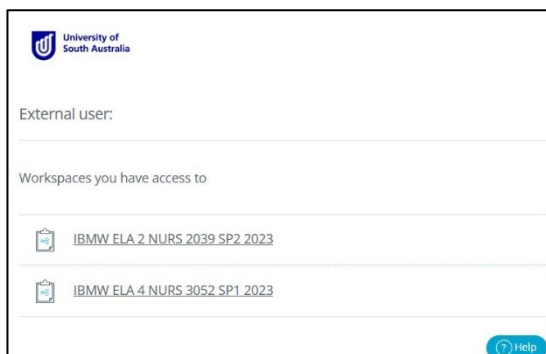 University of
South Australia
External user:
Workspaces you have access to
IBMW ELA 2 NURS 2039 SP2 2023
IBMW ELA 4 NURS 3052 SP1 2023
? Help